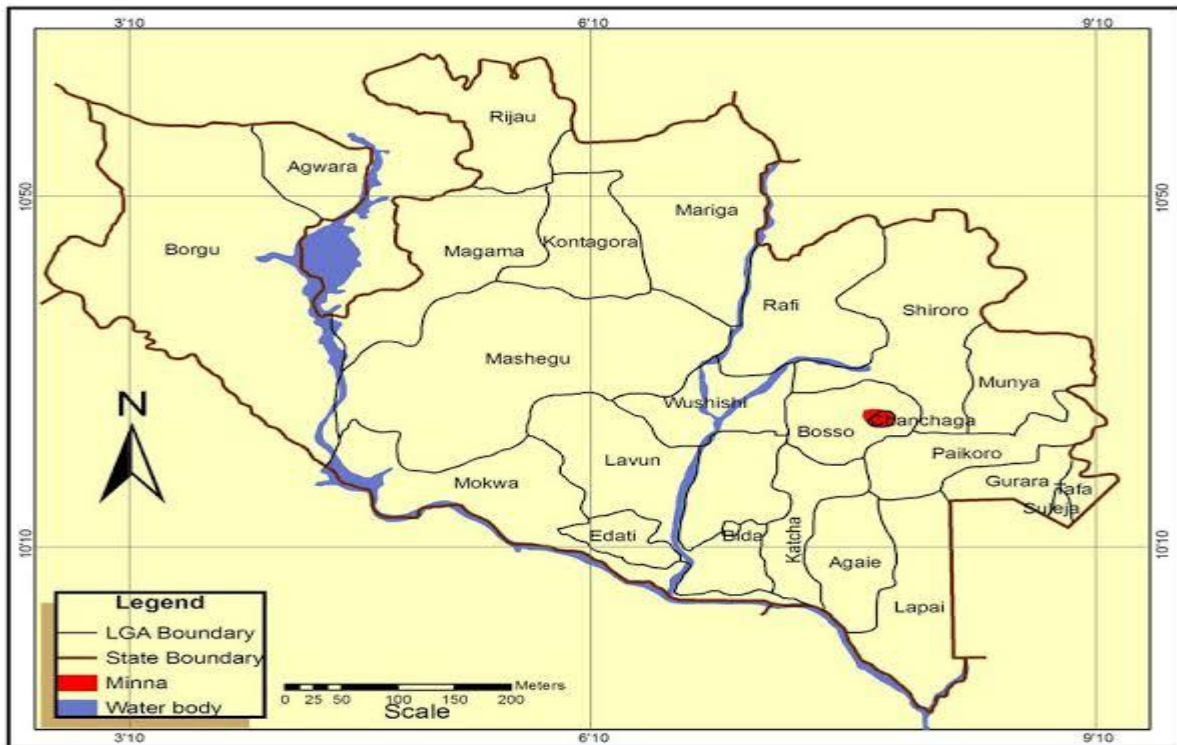 3'10 6'10 9'10
Rijau
Agwara
10'50 10'50
Mariga
Borgu Magama Kontagora
Rafi Shiroro
Mashegu
Munya
Wushishi
Chanchaga
Bosso
N
Lavun Paikoro
Mokwa Gurara Tafa
Suleja
Edati Bida Katcha
10'10 10'10
Agaie
Lapai
Legend
LGA Boundary
State Boundary
Minna
Water body
Meters
0 25 50 100 150 200
Scale
3'10 6'10 9'10